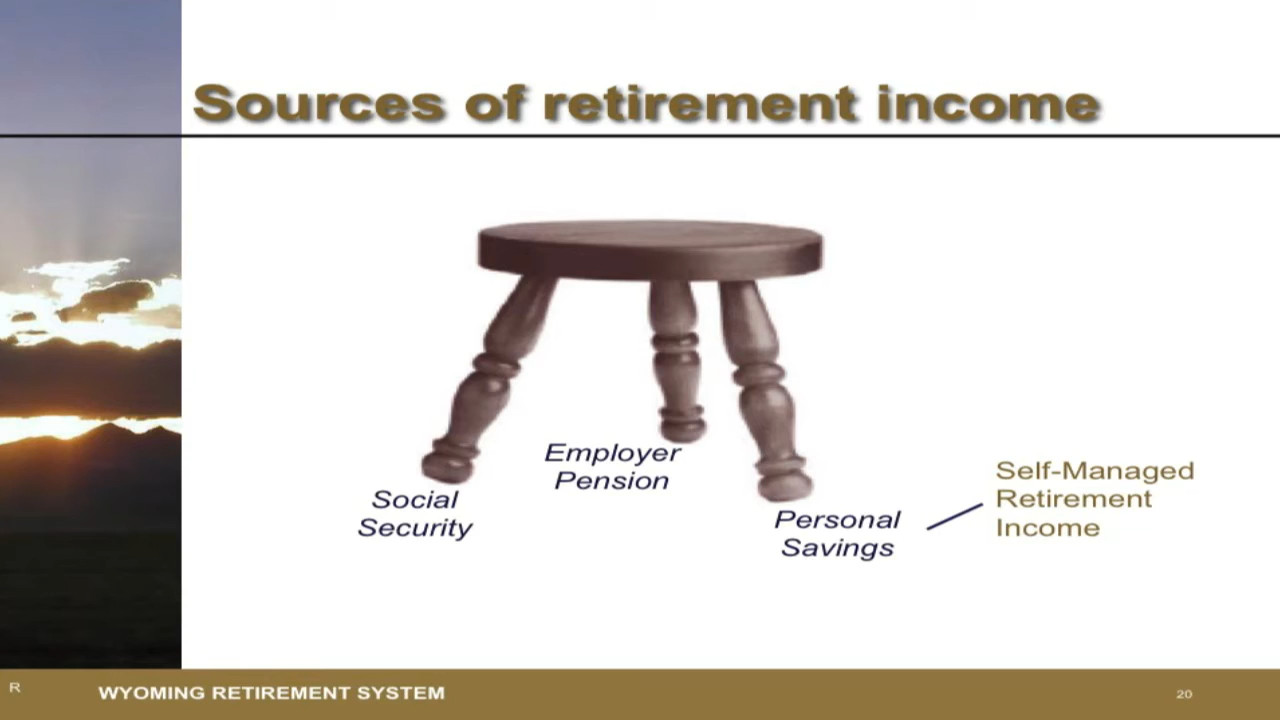 Sources of retirement income
Employer
Pension
Social
Security
Personal
Savings
Self-Managed
Retirement
Income
R
WYOMING RETIREMENT SYSTEM
20